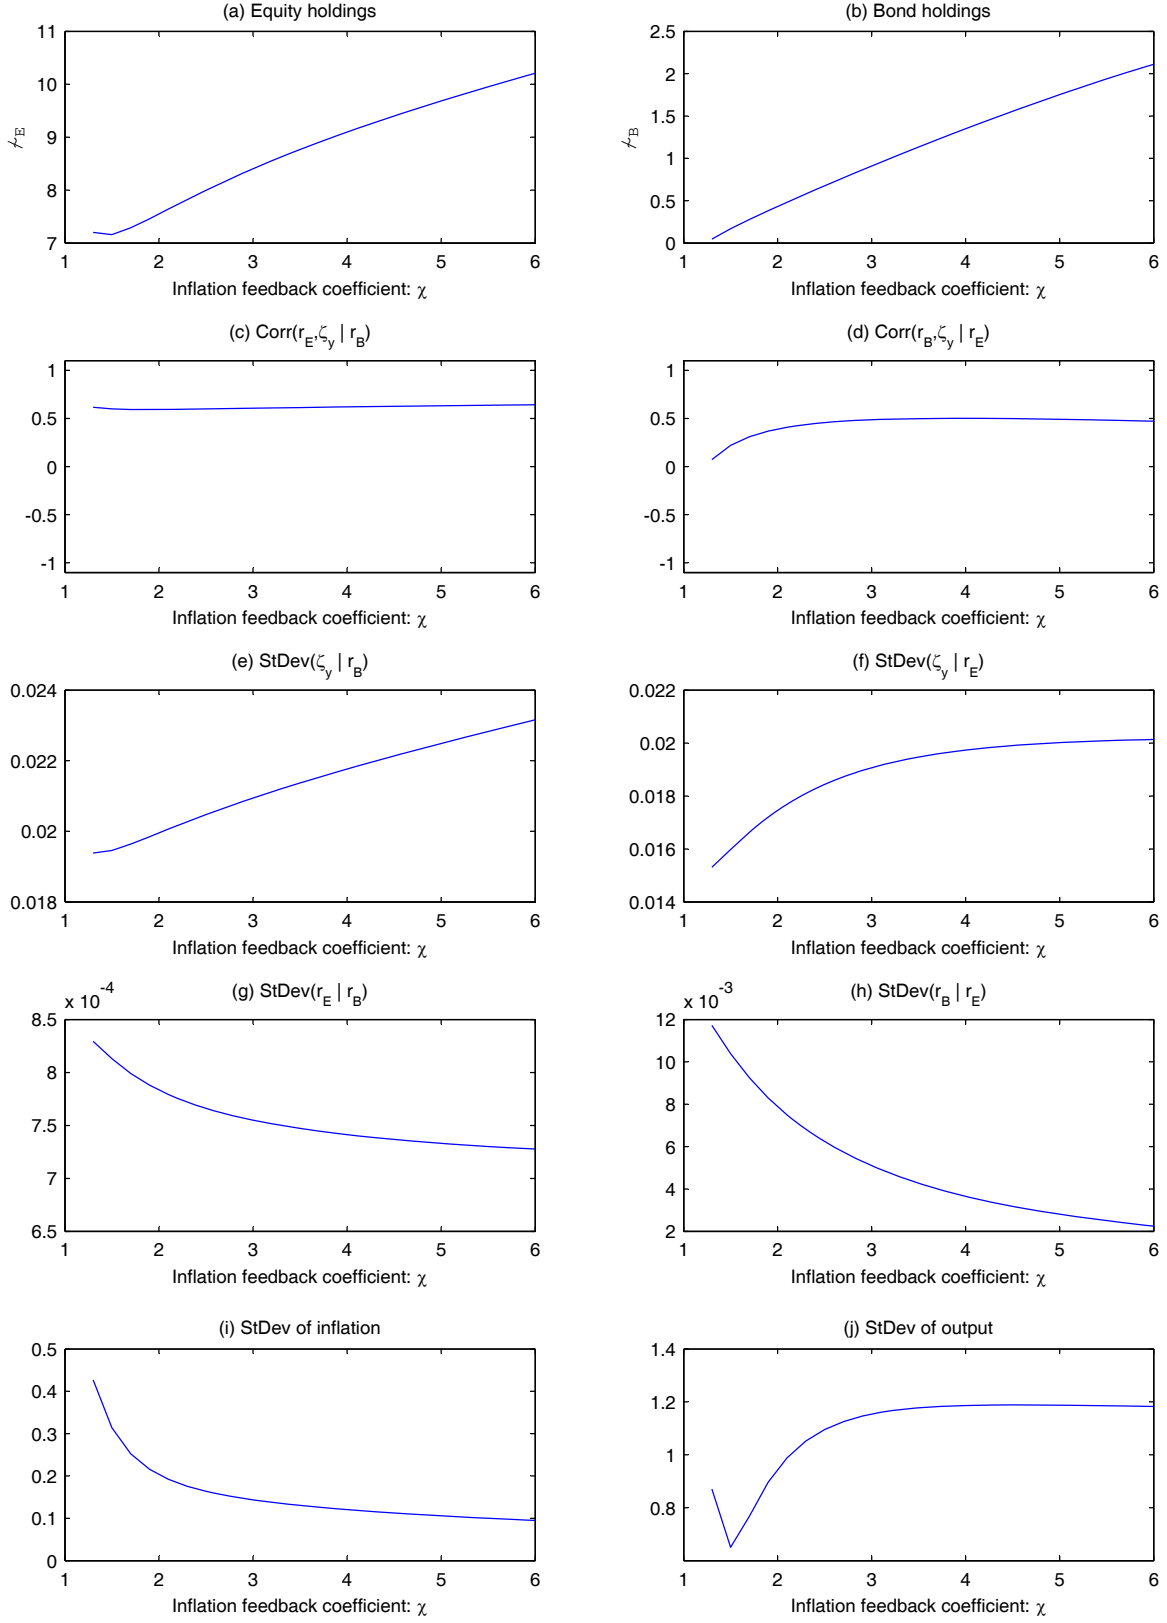 (a) Equity holdings
11
10
9
8
7
1 2 3 4 5 6
Inflation feedback coefficient: χ
(b) Bond holdings
2.5
2
1.5
1
0.5
0
1 2 3 4 5 6
Inflation feedback coefficient: χ
(c) Corr(r_E,ζ_y | r_B)
1
0.5
0
-0.5
-1
1 2 3 4 5 6
Inflation feedback coefficient: χ
(d) Corr(r_B,ζ_y | r_E)
1
0.5
0
-0.5
-1
1 2 3 4 5 6
Inflation feedback coefficient: χ
(e) StDev(ζ_y | r_B)
0.024
0.022
0.02
0.018
1 2 3 4 5 6
Inflation feedback coefficient: χ
(f) StDev(ζ_y | r_E)
0.022
0.02
0.018
0.016
0.014
1 2 3 4 5 6
Inflation feedback coefficient: χ
(g) StDev(r_E | r_B)
x 10^-4
8.5
8
7.5
7
6.5
1 2 3 4 5 6
Inflation feedback coefficient: χ
(h) StDev(r_B | r_E)
x 10^-3
12
10
8
6
4
2
1 2 3 4 5 6
Inflation feedback coefficient: χ
(i) StDev of inflation
0.5
0.4
0.3
0.2
0.1
0
1 2 3 4 5 6
Inflation feedback coefficient: χ
(j) StDev of output
1.4
1.2
1
0.8
1 2 3 4 5 6
Inflation feedback coefficient: χ